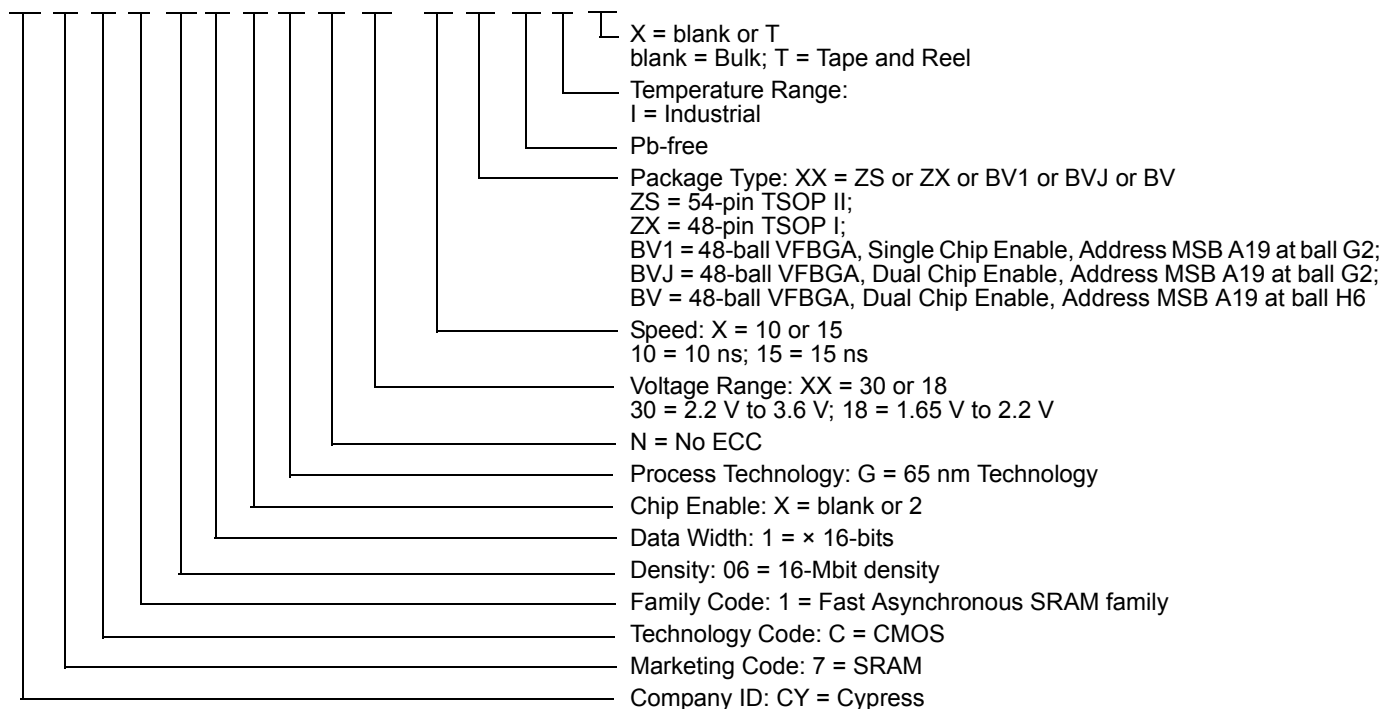 X = blank or T
blank = Bulk; T = Tape and Reel
Temperature Range:
I = Industrial
Pb-free
Package Type: XX = ZS or ZX or BV1 or BVJ or BV
ZS = 54-pin TSOP II;
ZX = 48-pin TSOP I;
BV1 = 48-ball VFBGA, Single Chip Enable, Address MSB A19 at ball G2;
BVJ = 48-ball VFBGA, Dual Chip Enable, Address MSB A19 at ball G2;
BV = 48-ball VFBGA, Dual Chip Enable, Address MSB A19 at ball H6
Speed: X = 10 or 15
10 = 10 ns; 15 = 15 ns
Voltage Range: XX = 30 or 18
30 = 2.2 V to 3.6 V; 18 = 1.65 V to 2.2 V
N = No ECC
Process Technology: G = 65 nm Technology
Chip Enable: X = blank or 2
Data Width: 1 = × 16-bits
Density: 06 = 16-Mbit density
Family Code: 1 = Fast Asynchronous SRAM family
Technology Code: C = CMOS
Marketing Code: 7 = SRAM
Company ID: CY = Cypress